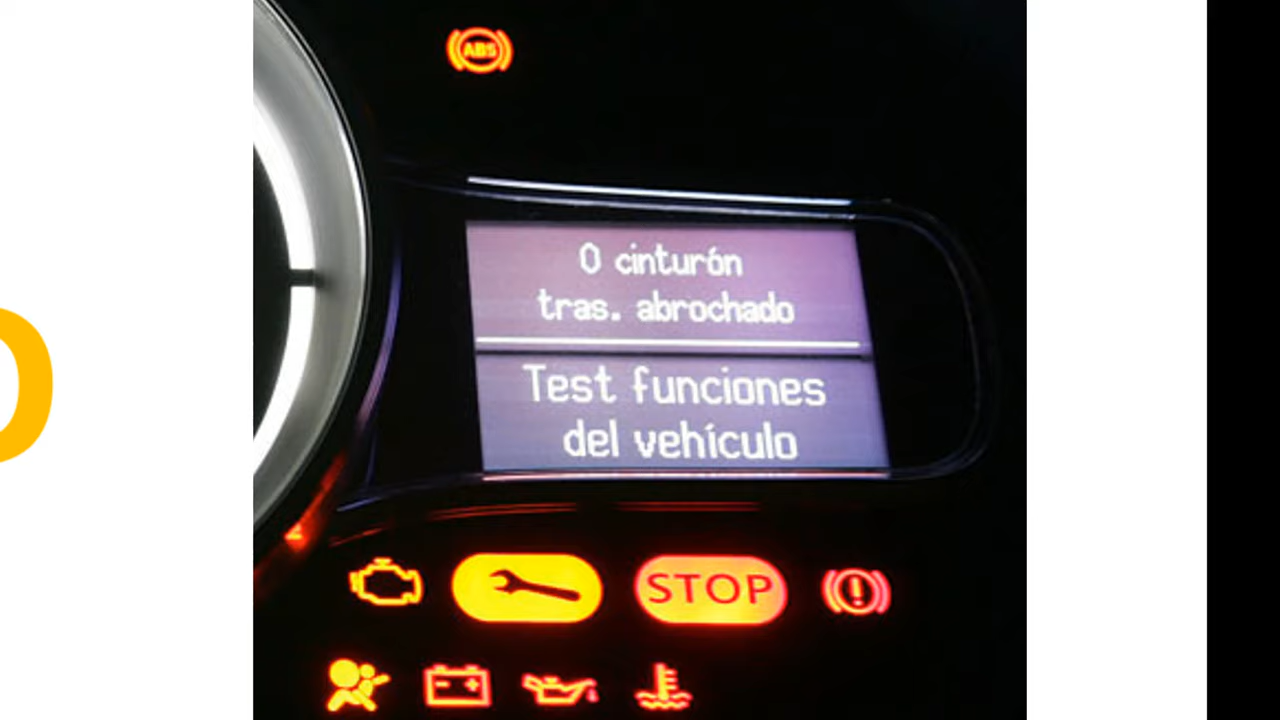 ABS
0 cinturón
tras. abrochado
Test funciones
del vehículo
STOP